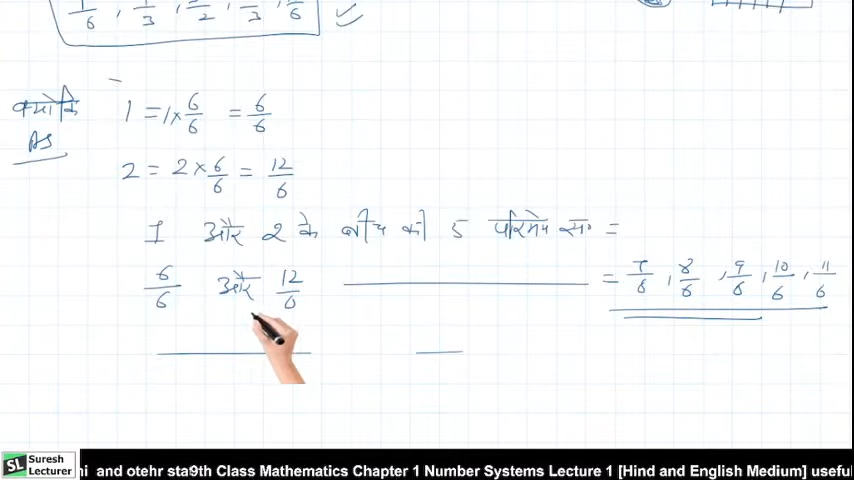 1/6 , 1/3 , 1/2 , /3 , /6
क्योकि
AS
1 = 1 × 6/6 = 6/6
2 = 2 × 6/6 = 12/6
1 और 2 के बीच की 5 परिमेय सं० =
6/6 और 12/6 = 7/6 , 8/6 , 9/6 , 10/6 , 11/6
SL Suresh Lecturer
and otehr sta9th Class Mathematics Chapter 1 Number Systems Lecture 1 [Hind and English Medium] useful